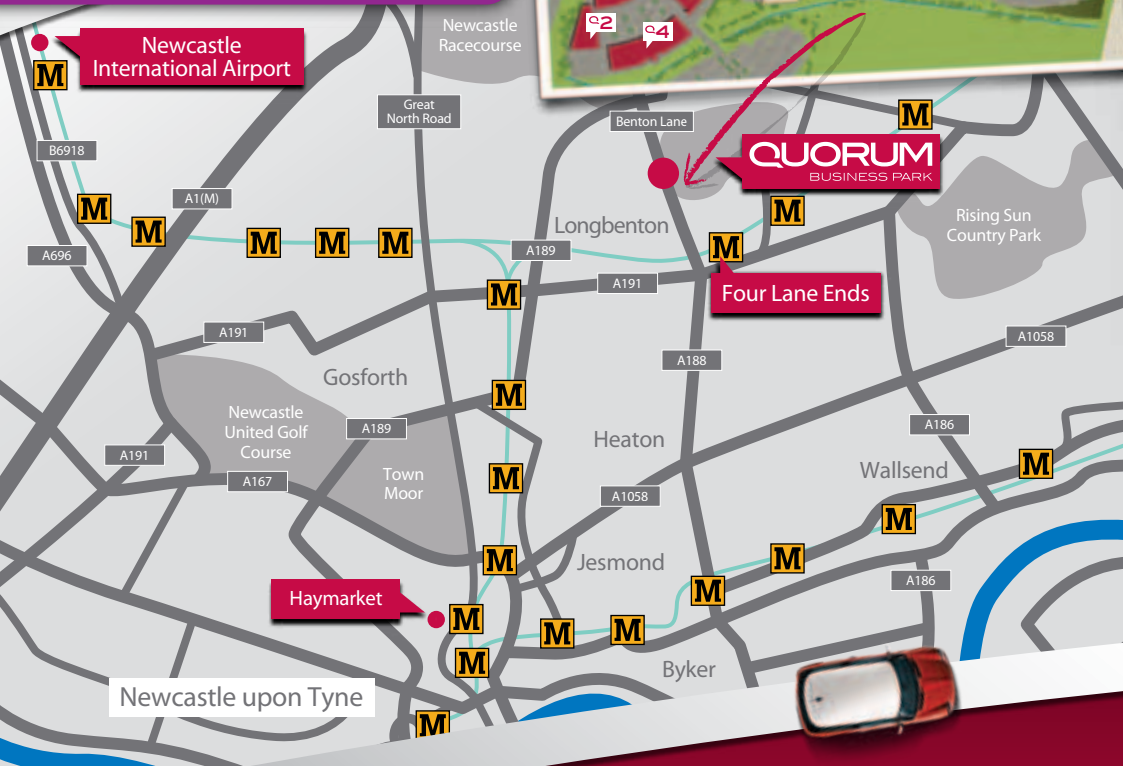 Newcastle
Racecourse
Q2
Q4
Newcastle
International Airport
M
Great
North Road
Benton Lane
M
B6918
QUORUM
BUSINESS PARK
A1(M)
M
M
M
Rising Sun
Country Park
Longbenton
M
M
M
M
A189
A696
M
A191
Four Lane Ends
A191
A1058
A188
Gosforth
M
Newcastle
United Golf
Course
A189
A186
Heaton
A191
Town
Moor
M
Wallsend
M
A167
A1058
M
M
Jesmond
M
A186
Haymarket
M
M
M
M
M
Byker
Newcastle upon Tyne
M